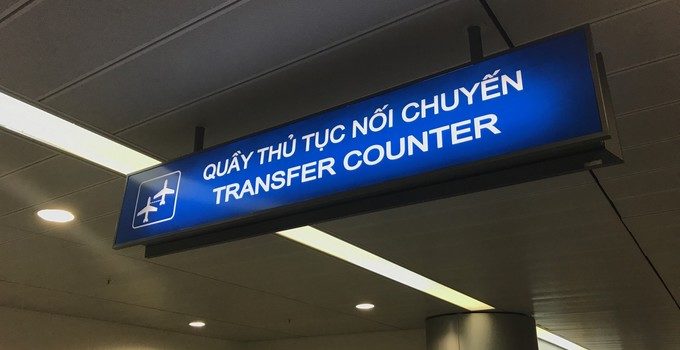 QUẦY THỦ TỤC NỐI CHUYẾN
TRANSFER COUNTER